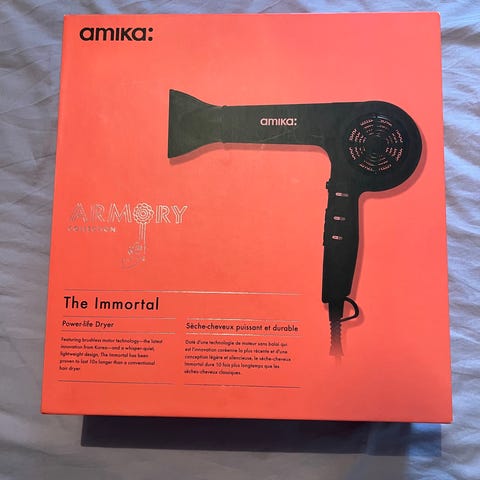 amika:
amika:
ARMORY
COLLECTION
The Immortal
Power-life Dryer
Featuring brushless motor technology—the latest
innovation from Korea—and a whisper-quiet,
lightweight design, The Immortal has been
proven to last 10x longer than a conventional
hair dryer.
Sèche-cheveux puissant et durable
Doté d'une technologie de moteur sans balai qui
est l'innovation coréenne la plus récente et d'une
conception légère et silencieuse, le sèche-cheveux
Immortal dure 10 fois plus longtemps que les
sèches-cheveux classiques.